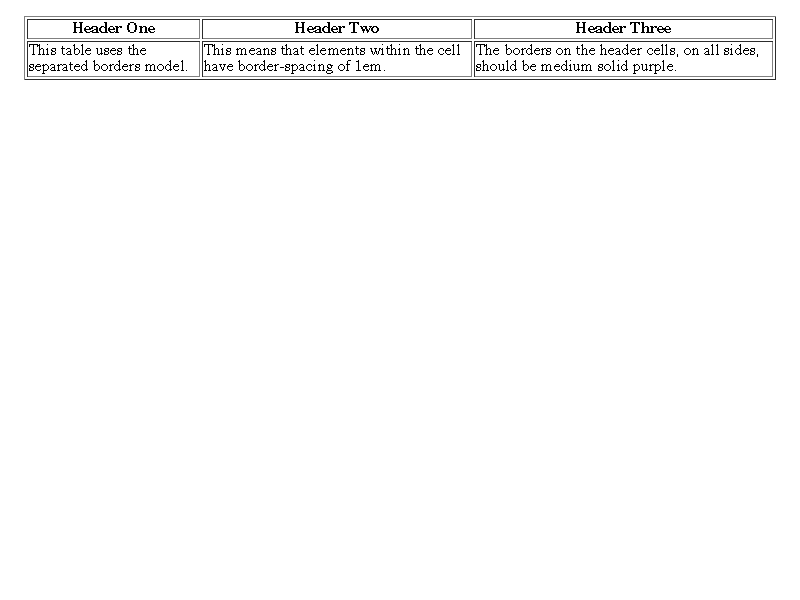 Header One
Header Two
Header Three
This table uses the
separated borders model.
This means that elements within the cell
have border-spacing of 1em.
The borders on the header cells, on all sides,
should be medium solid purple.